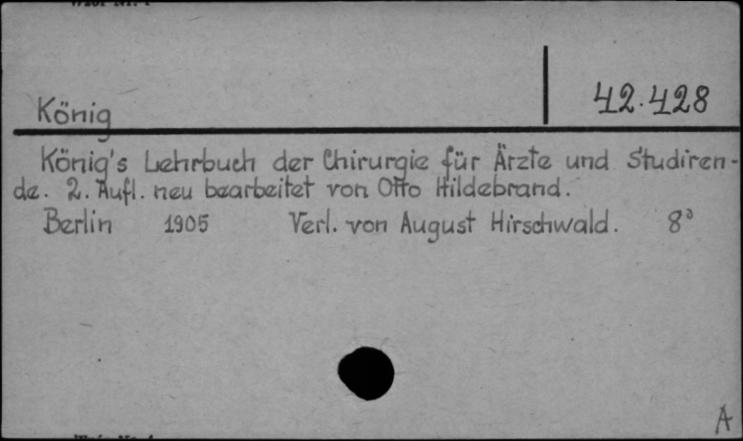 König
42.428
König's Lehrbuch der Chirurgie für Ärzte und Studiren-
de. 2. Aufl. neu bearbeitet von Otto Hildebrand.
Berlin 1905 Verl. von August Hirschwald. 8°
A